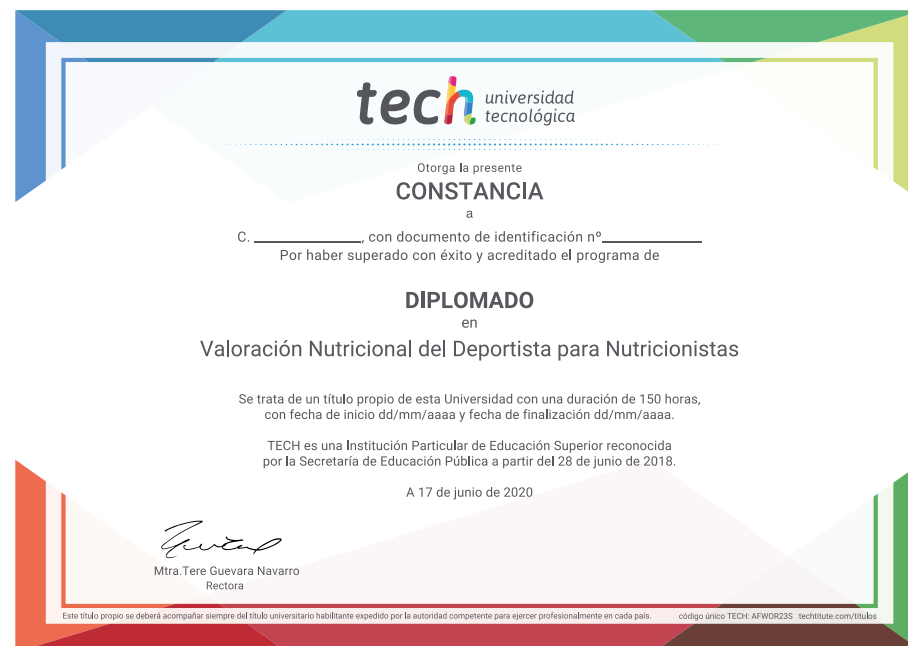 tech universidad
tecnológica
Otorga la presente
CONSTANCIA
a
C. ____________, con documento de identificación nº____________
Por haber superado con éxito y acreditado el programa de
DIPLOMADO
en
Valoración Nutricional del Deportista para Nutricionistas
Se trata de un título propio de esta Universidad con una duración de 150 horas,
con fecha de inicio dd/mm/aaaa y fecha de finalización dd/mm/aaaa.
TECH es una Institución Particular de Educación Superior reconocida
por la Secretaría de Educación Pública a partir del 28 de junio de 2018.
A 17 de junio de 2020
Mtra.Tere Guevara Navarro
Rectora
Este título propio se deberá acompañar siempre del título universitario habilitante expedido por la autoridad competente para ejercer profesionalmente en cada país. código único TECH: AFWOR23S techtitute.com/titulos